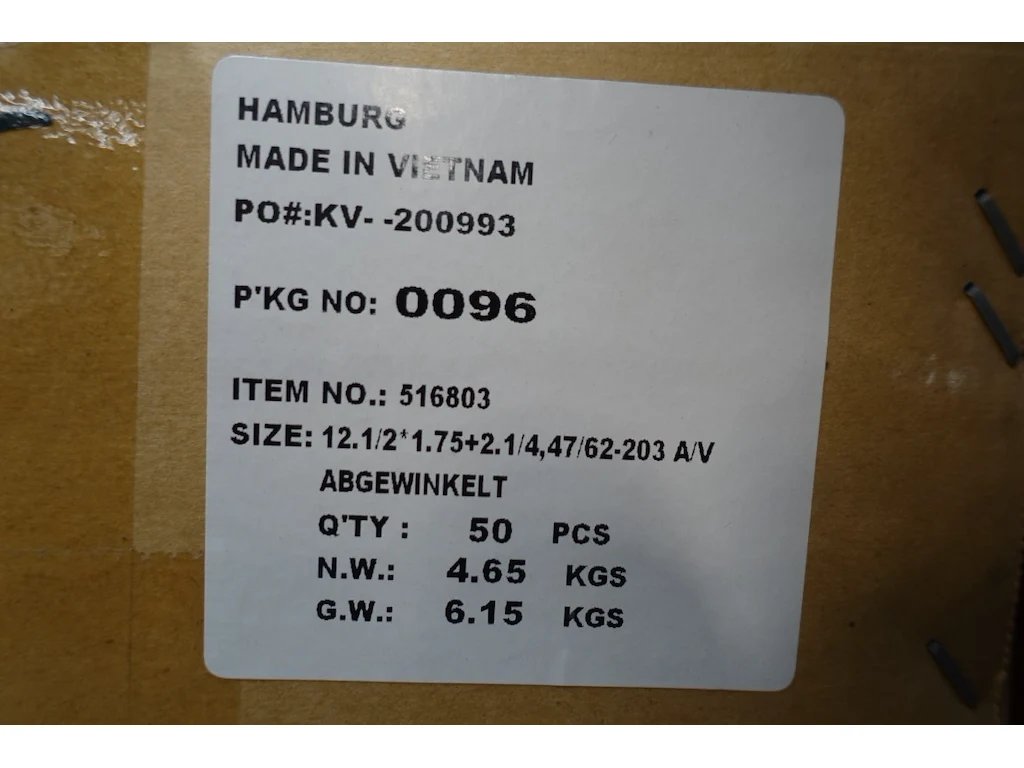 HAMBURG
MADE IN VIETNAM
PO#:KV- -200993
P'KG NO: 0096
ITEM NO.: 516803
SIZE: 12.1/2*1.75+2.1/4,47/62-203 A/V
ABGEWINKELT
Q'TY : 50 PCS
N.W.: 4.65 KGS
G.W.: 6.15 KGS